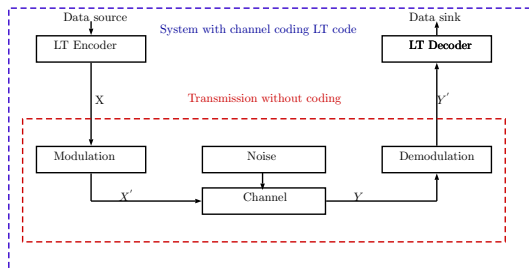 Data source
Data sink
System with channel coding LT code
LT Encoder
LT Decoder
Transmission without coding
X
Y′
Modulation
Noise
Demodulation
X′
Channel
Y